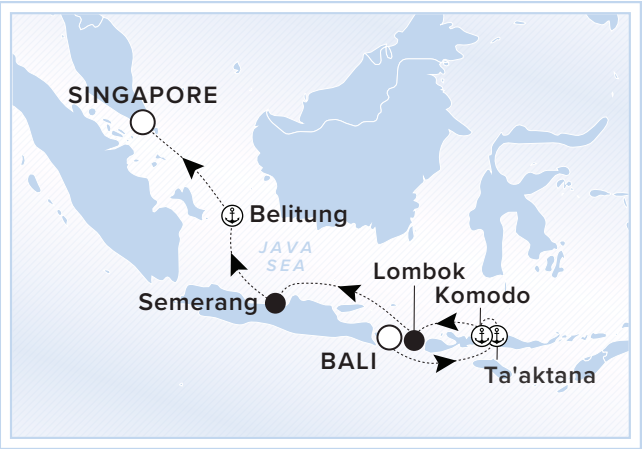 SINGAPORE
Belitung
JAVA
SEA
Lombok
Komodo
Semerang
BALI
Ta'aktana